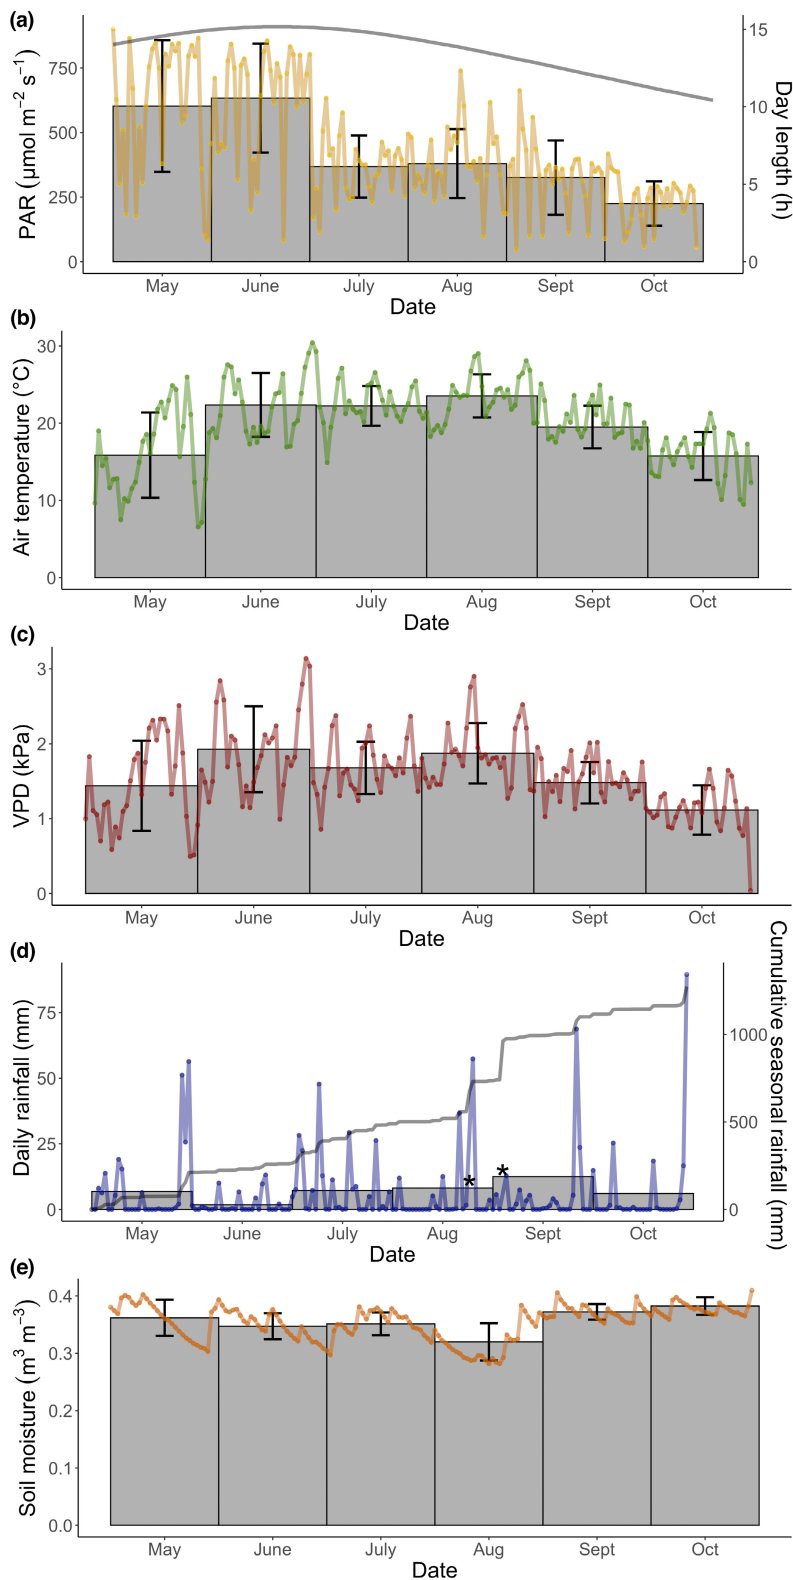 (a)
PAR (µmol m−2 s−1)
750
500
250
0
15
10
5
0
Day length (h)
May June July Aug Sept Oct
Date
(b)
Air temperature (°C)
30
20
10
0
May June July Aug Sept Oct
Date
(c)
VPD (kPa)
3
2
1
0
May June July Aug Sept Oct
Date
(d)
Daily rainfall (mm)
75
50
25
0
* *
1000
500
0
Cumulative seasonal rainfall (mm)
May June July Aug Sept Oct
Date
(e)
Soil moisture (m3 m−3)
0.4
0.3
0.2
0.1
0.0
May June July Aug Sept Oct
Date